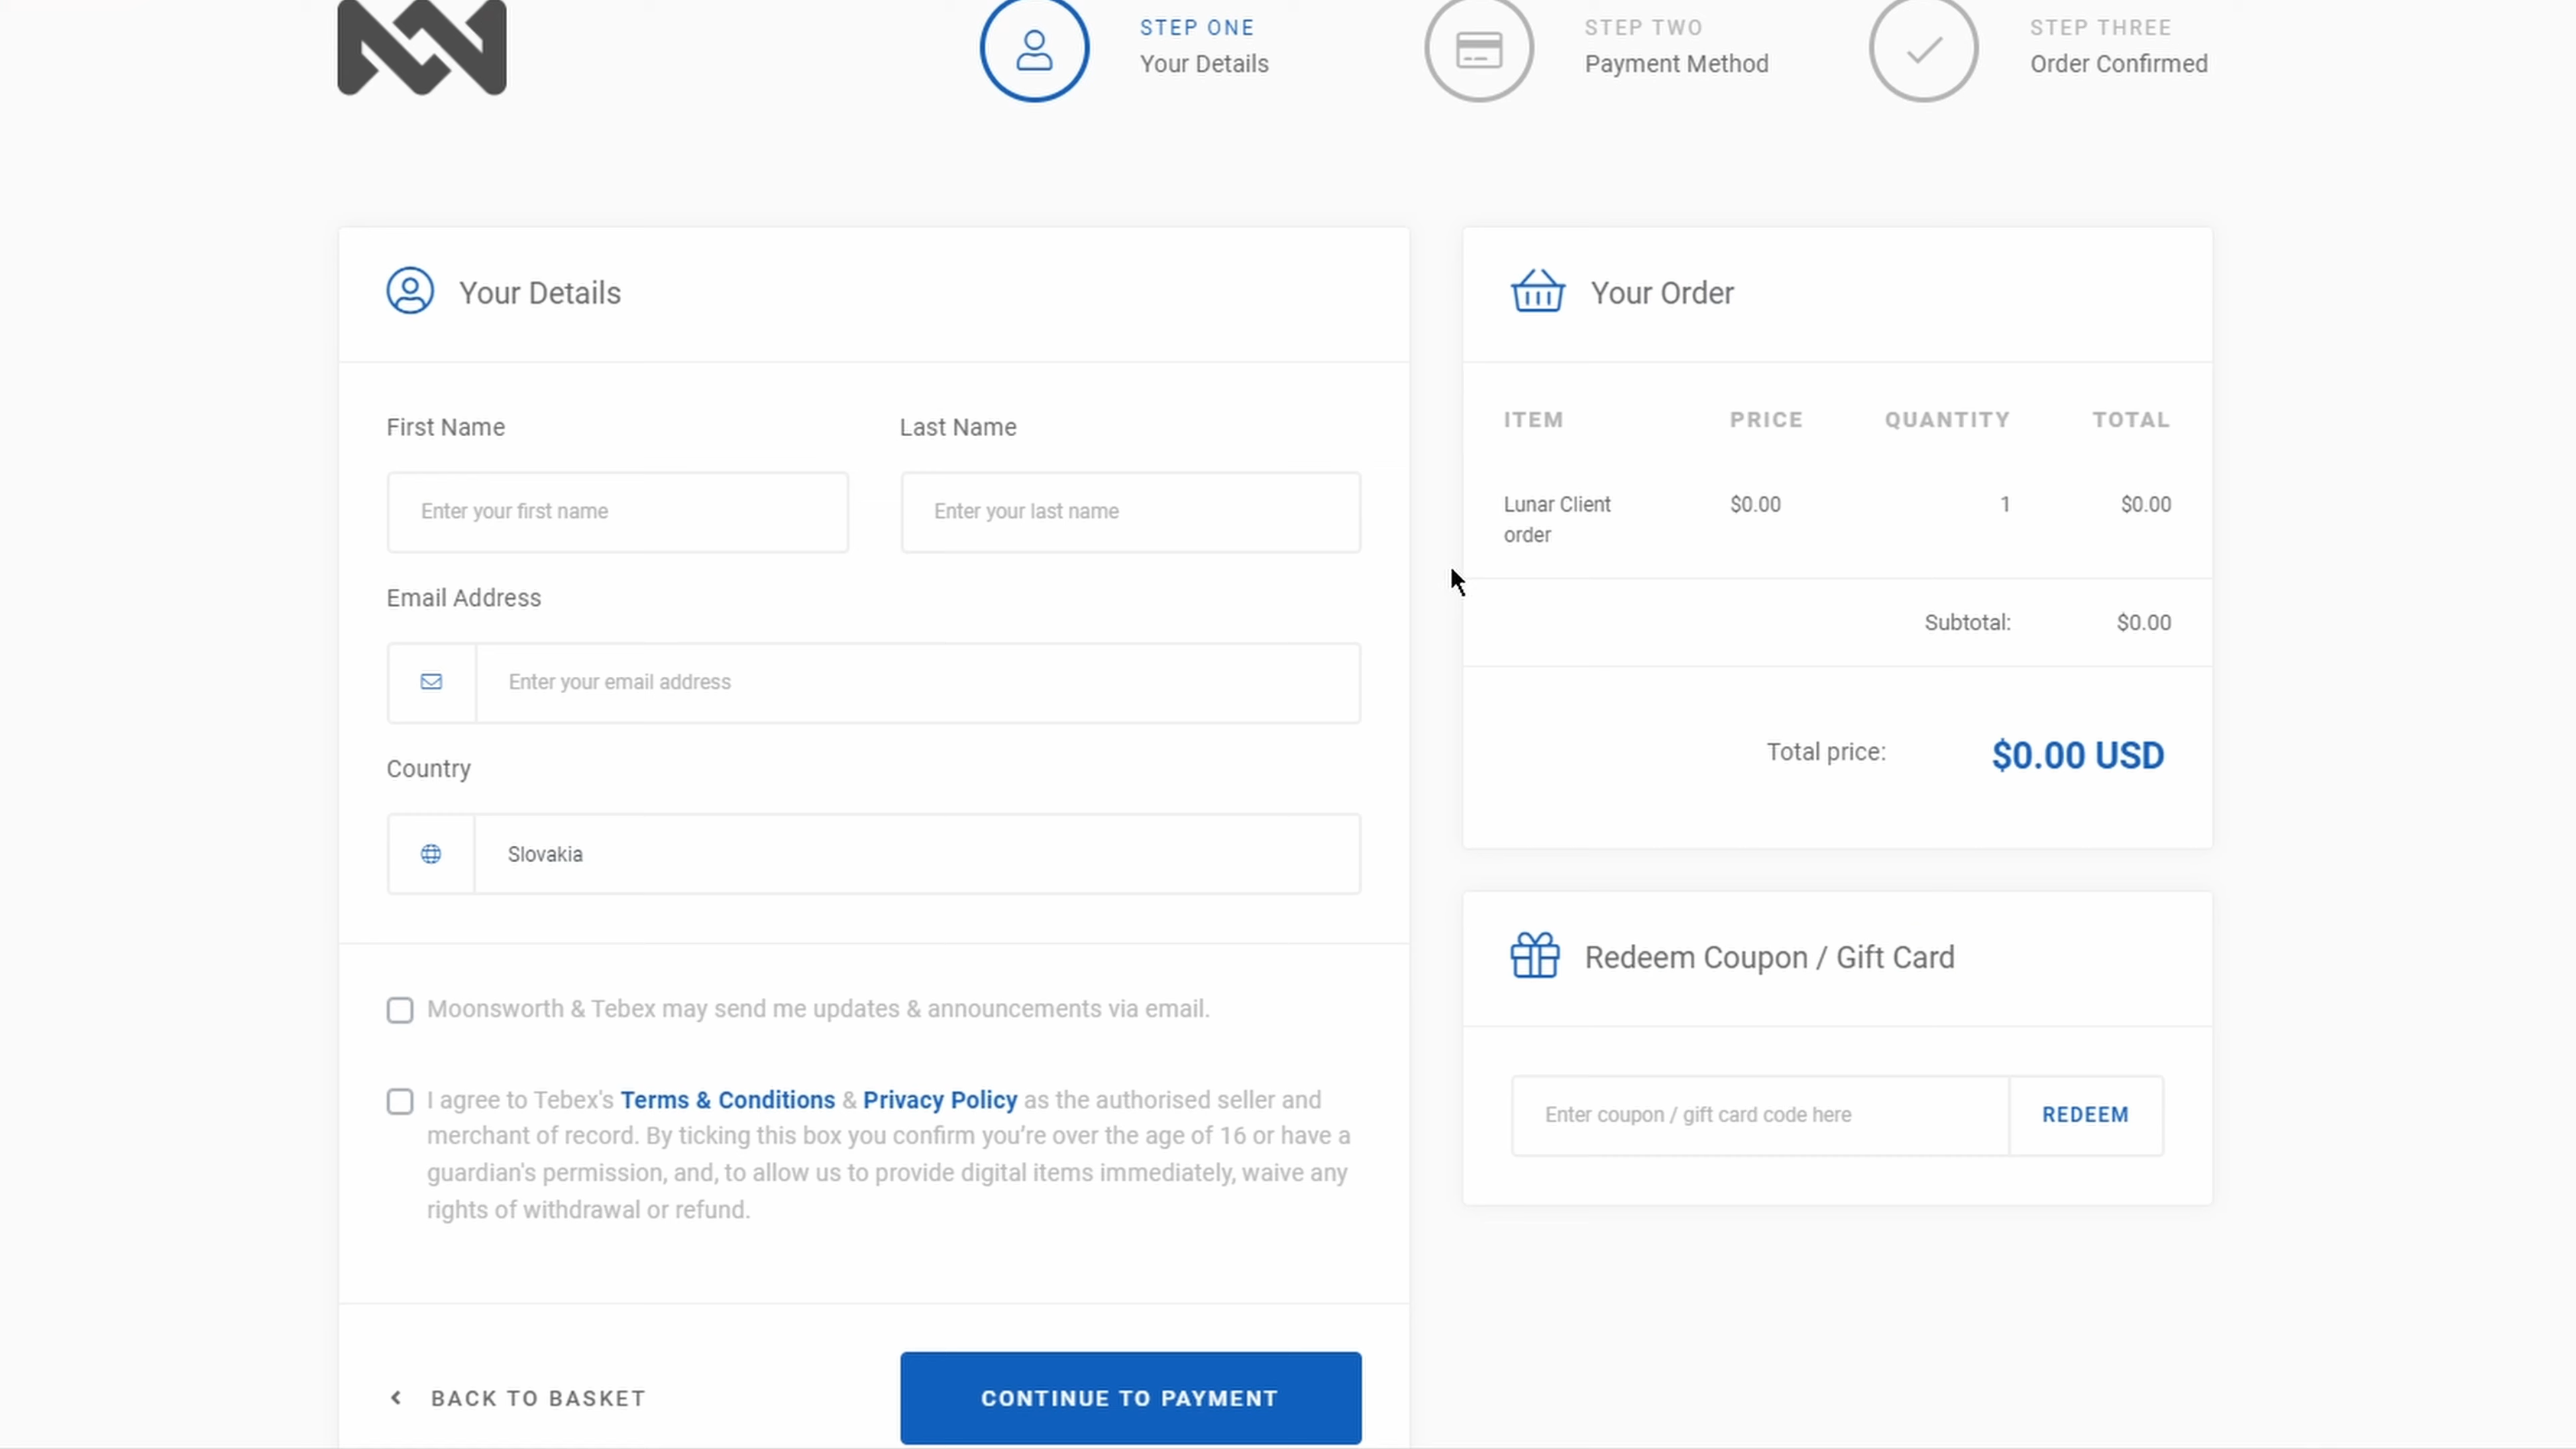 STEP ONE
Your Details
STEP TWO
Payment Method
STEP THREE
Order Confirmed
Your Details
First Name
Last Name
Enter your first name
Enter your last name
Email Address
Enter your email address
Country
Slovakia
Moonsworth & Tebex may send me updates & announcements via email.
I agree to Tebex's Terms & Conditions & Privacy Policy as the authorised seller and
merchant of record. By ticking this box you confirm you’re over the age of 16 or have a
guardian's permission, and, to allow us to provide digital items immediately, waive any
rights of withdrawal or refund.
BACK TO BASKET
CONTINUE TO PAYMENT
Your Order
ITEM PRICE QUANTITY TOTAL
Lunar Client $0.00 1 $0.00
order
Subtotal: $0.00
Total price: $0.00 USD
Redeem Coupon / Gift Card
Enter coupon / gift card code here
REDEEM